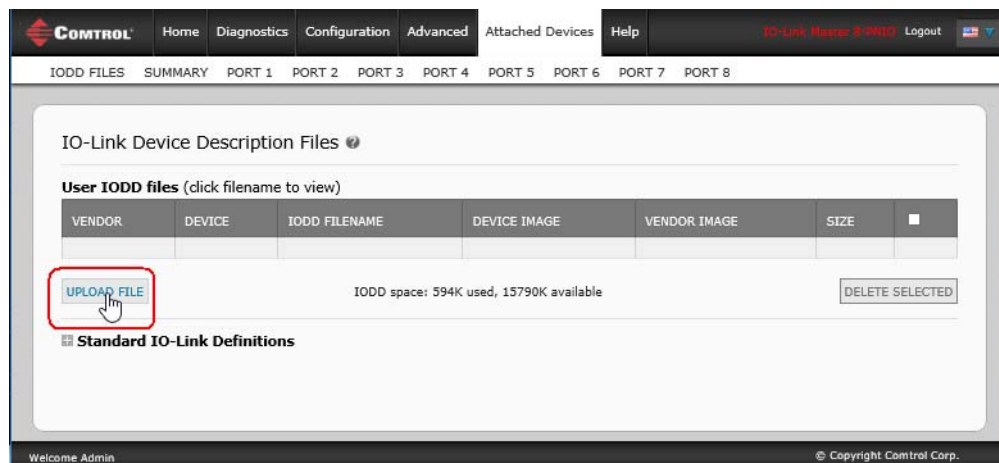 COMTROL Home Diagnostics Configuration Advanced Attached Devices Help IO-Link Master 8-PNIO Logout
IODD FILES SUMMARY PORT 1 PORT 2 PORT 3 PORT 4 PORT 5 PORT 6 PORT 7 PORT 8
IO-Link Device Description Files
User IODD files (click filename to view)
VENDOR DEVICE IODD FILENAME DEVICE IMAGE VENDOR IMAGE SIZE
UPLOAD FILE IODD space: 594K used, 15790K available DELETE SELECTED
Standard IO-Link Definitions
Welcome Admin © Copyright Comtrol Corp.